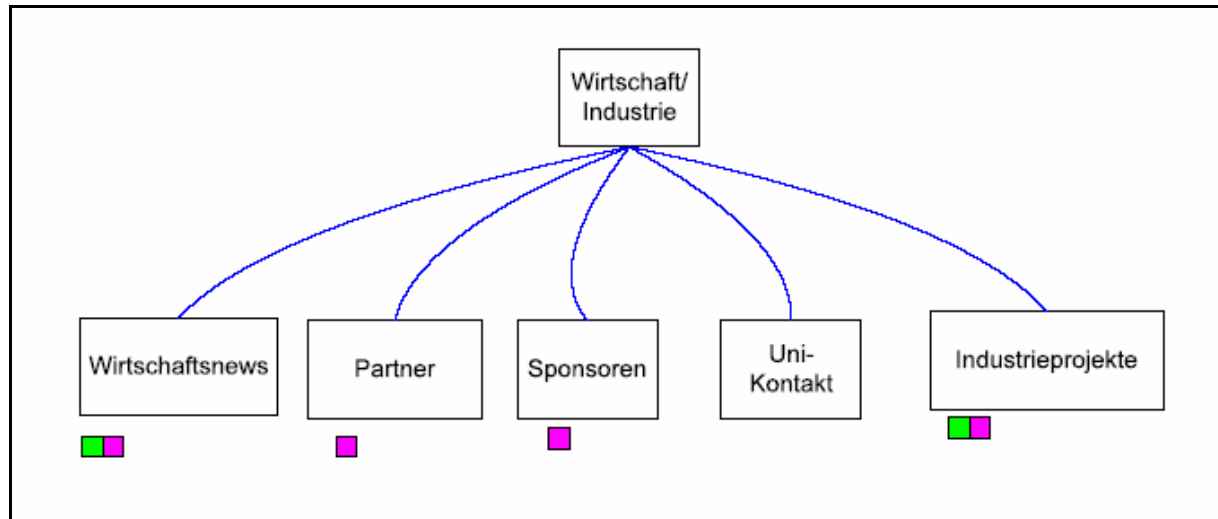 Wirtschaft/
Industrie
Wirtschaftsnews
Partner
Sponsoren
Uni-
Kontakt
Industrieprojekte